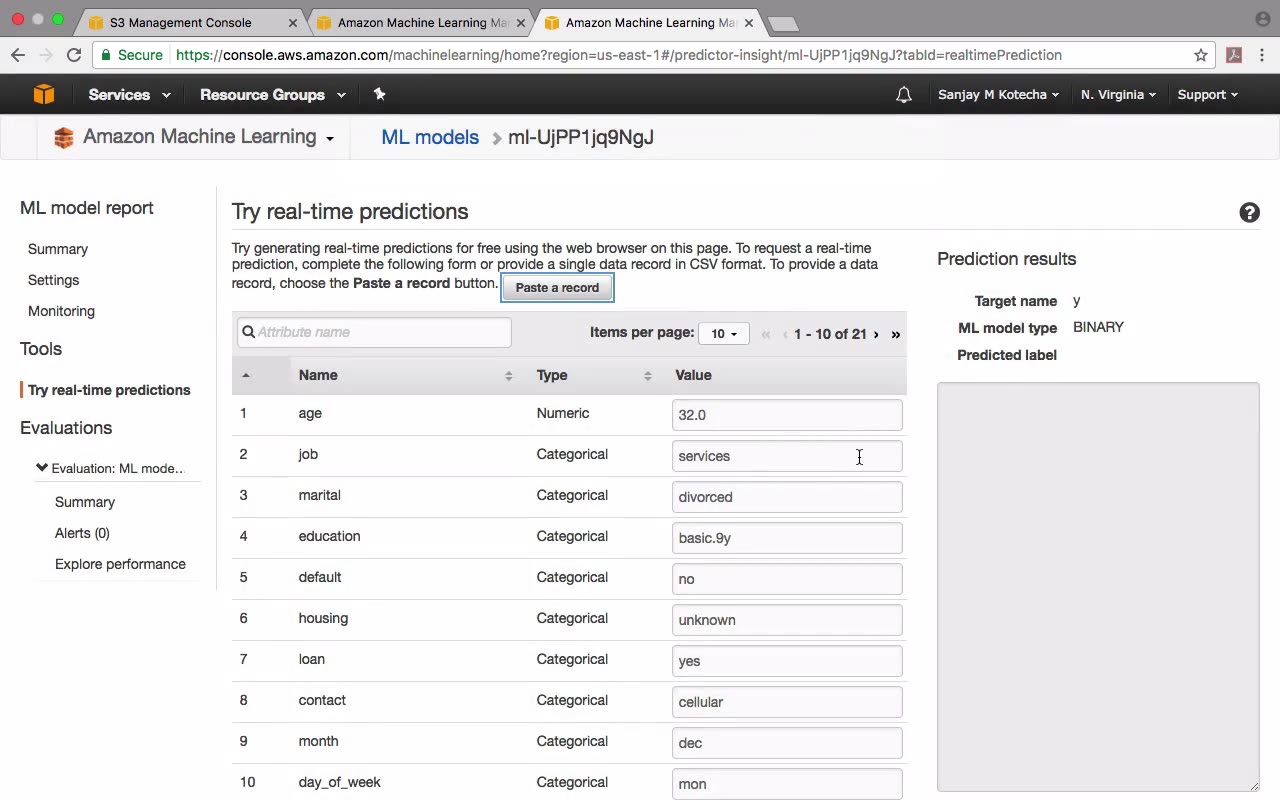 S3 Management Console
Amazon Machine Learning Ma
Amazon Machine Learning Ma
Secure https://console.aws.amazon.com/machinelearning/home?region=us-east-1#/predictor-insight/ml-UjPP1jq9NgJ?tabId=realtimePrediction
Services Resource Groups Sanjay M Kotecha N. Virginia Support
Amazon Machine Learning ML models > ml-UjPP1jq9NgJ
ML model report
Summary
Settings
Monitoring
Tools
Try real-time predictions
Evaluations
Evaluation: ML mode...
Summary
Alerts (0)
Explore performance
Try real-time predictions
Try generating real-time predictions for free using the web browser on this page. To request a real-time
prediction, complete the following form or provide a single data record in CSV format. To provide a data
record, choose the Paste a record button. Paste a record
Attribute name Items per page: 10 « ‹ 1 - 10 of 21 › »
Name Type Value
1 age Numeric 32.0
2 job Categorical services
3 marital Categorical divorced
4 education Categorical basic.9y
5 default Categorical no
6 housing Categorical unknown
7 loan Categorical yes
8 contact Categorical cellular
9 month Categorical dec
10 day_of_week Categorical mon
Prediction results
Target name y
ML model type BINARY
Predicted label